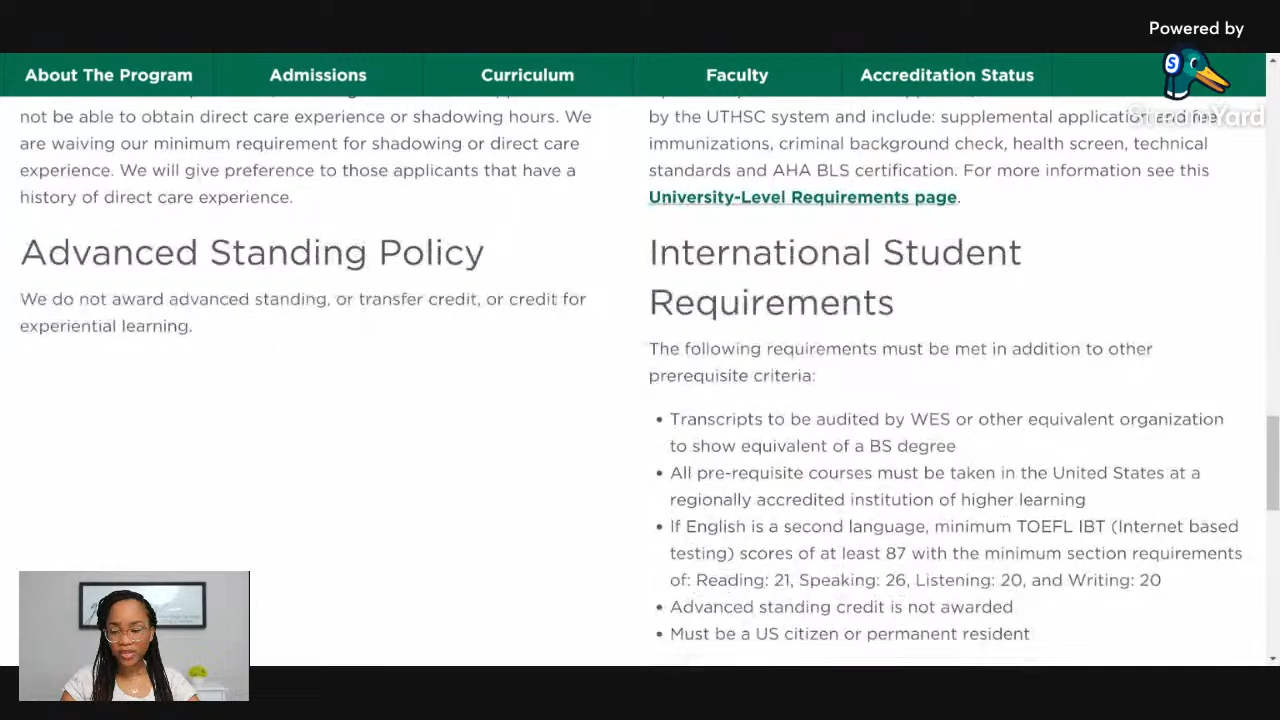 Powered by
StreamYard
About The Program
Admissions
Curriculum
Faculty
Accreditation Status
not be able to obtain direct care experience or shadowing hours. We
are waiving our minimum requirement for shadowing or direct care
experience. We will give preference to those applicants that have a
history of direct care experience.
Advanced Standing Policy
We do not award advanced standing, or transfer credit, or credit for
experiential learning.
by the UTHSC system and include: supplemental application and fee
immunizations, criminal background check, health screen, technical
standards and AHA BLS certification. For more information see this
University-Level Requirements page.
International Student
Requirements
The following requirements must be met in addition to other
prerequisite criteria:
• Transcripts to be audited by WES or other equivalent organization
to show equivalent of a BS degree
• All pre-requisite courses must be taken in the United States at a
regionally accredited institution of higher learning
• If English is a second language, minimum TOEFL IBT (Internet based
testing) scores of at least 87 with the minimum section requirements
of: Reading: 21, Speaking: 26, Listening: 20, and Writing: 20
• Advanced standing credit is not awarded
• Must be a US citizen or permanent resident